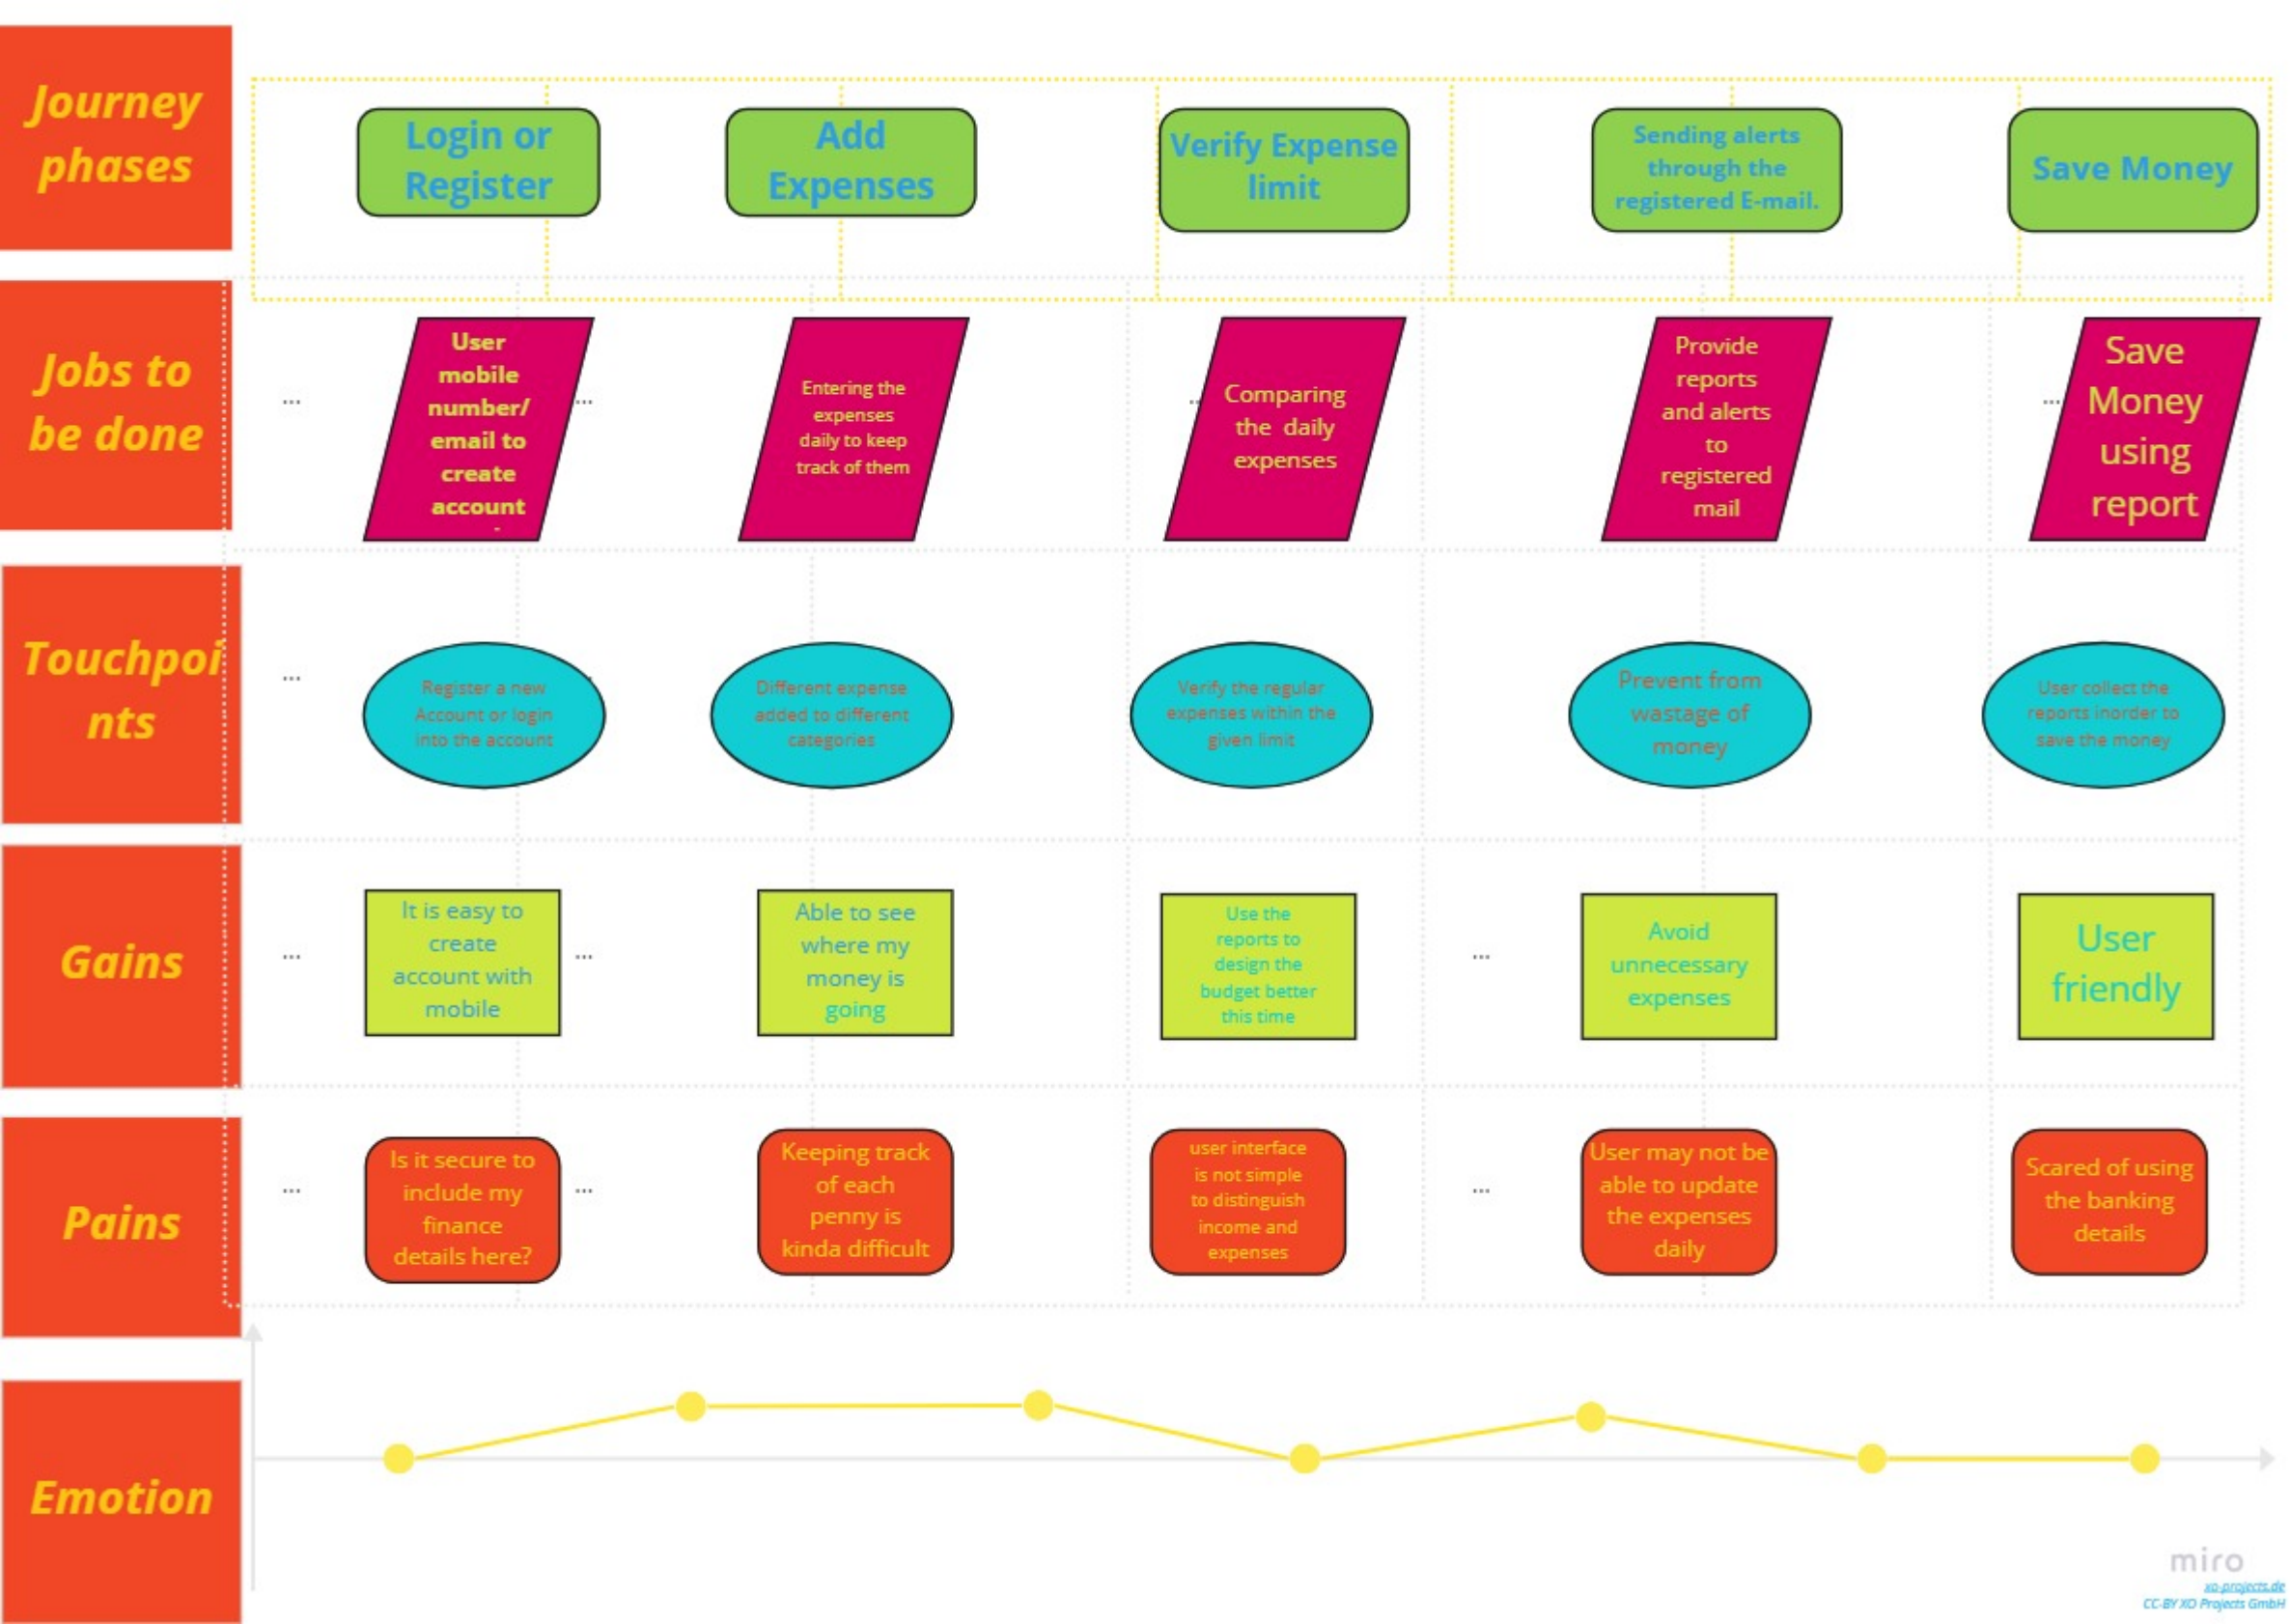 Journey
phases
Login or
Register
Add
Expenses
Verify Expense
limit
Sending alerts
through the
registered E-mail.
Save Money
Jobs to
be done
...
User
mobile
number/
email to
create
account
...
Entering the
expenses
daily to keep
track of them
Comparing
the daily
expenses
Provide
reports
and alerts
to
registered
mail
...
Save
Money
using
report
Touchpoi
nts
...
Register a new
Account or login
into the account
Different expense
added to different
categories
Verify the regular
expenses within the
given limit
Prevent from
wastage of
money
User collect the
reports inorder to
save the money
Gains
...
It is easy to
create
account with
mobile
...
Able to see
where my
money is
going
Use the
reports to
design the
budget better
this time
...
Avoid
unnecessary
expenses
User
friendly
Pains
...
Is it secure to
include my
finance
details here?
...
Keeping track
of each
penny is
kinda difficult
user interface
is not simple
to distinguish
income and
expenses
...
User may not be
able to update
the expenses
daily
Scared of using
the banking
details
Emotion
miro
xo-projects.de
CC-BY XO Projects GmbH